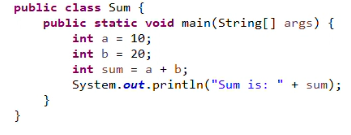 public class Sum {
    public static void main(String[] args) {
        int a = 10;
        int b = 20;
        int sum = a + b;
        System.out.println("Sum is: " + sum);
    }
}